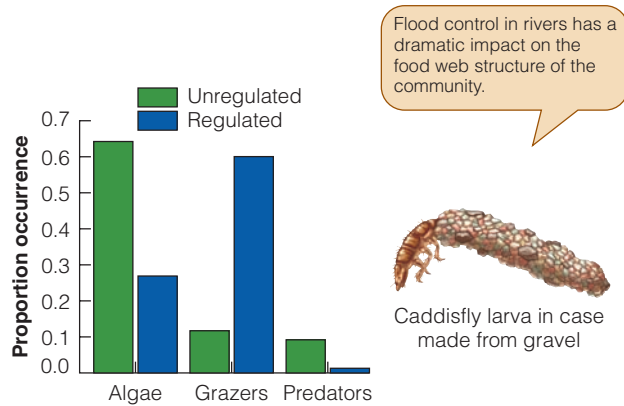 Flood control in rivers has a
dramatic impact on the
food web structure of the
community.
Unregulated
Regulated
Proportion occurrence
0.7
0.6
0.5
0.4
0.3
0.2
0.1
0.0
Algae Grazers Predators
Caddisfly larva in case
made from gravel